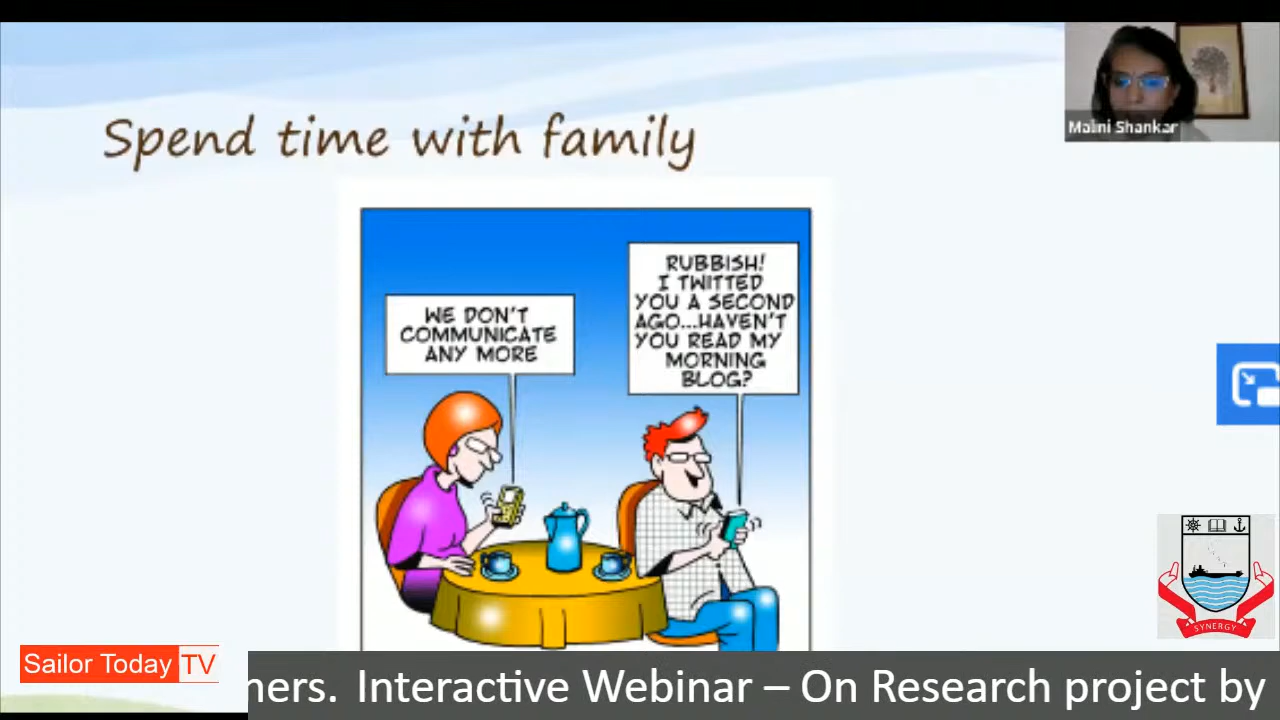 Spend time with family
Malini Shankar
WE DON'T
COMMUNICATE
ANY MORE
RUBBISH!
I TWITTED
YOU A SECOND
AGO...HAVEN'T
YOU READ MY
MORNING
BLOG?
SYNERGY
Sailor Today TV
ners. Interactive Webinar – On Research project by